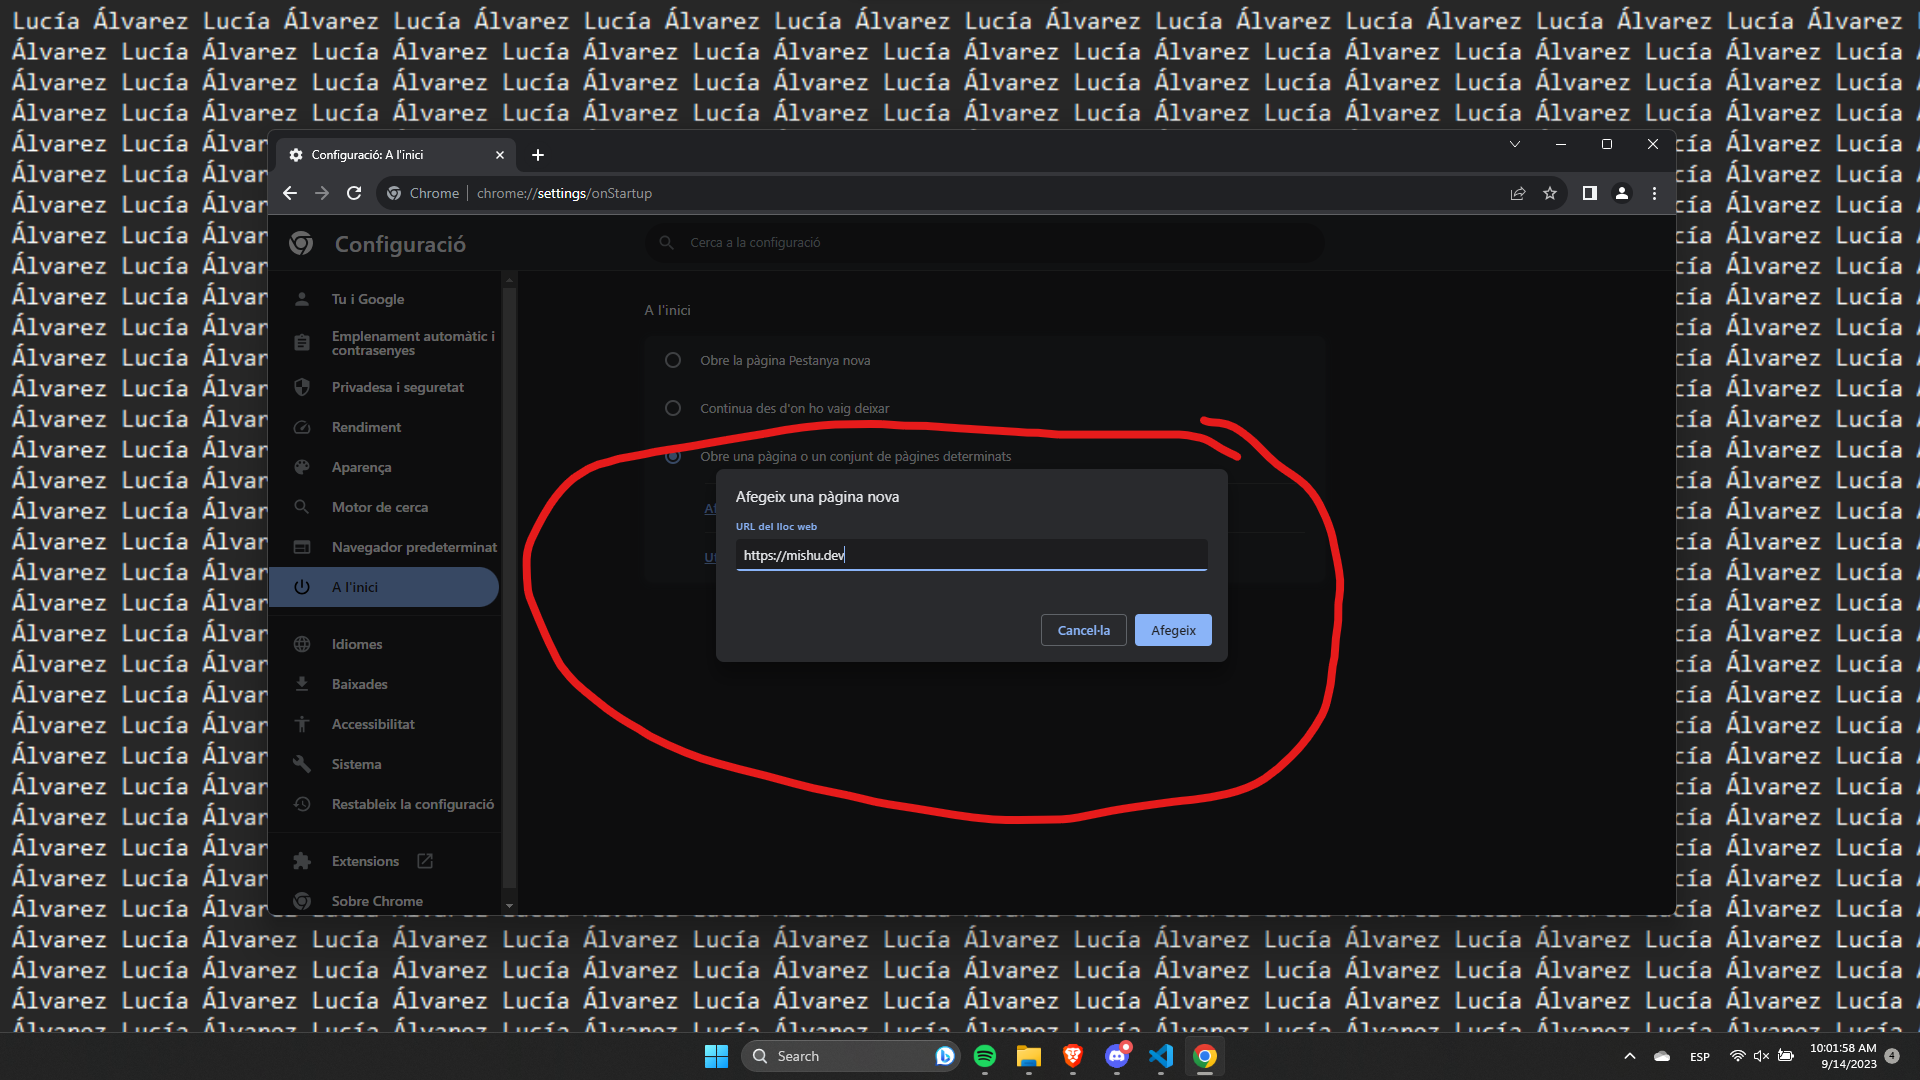 Lucía Álvarez Lucía Álvarez Lucía Álvarez Lucía Álvarez Lucía Álvarez Lucía Álvarez Lucía Álvarez Lucía Álvarez Lucía Álvarez Lucía Álvarez
Álvarez Lucía Álvarez Lucía Álvarez Lucía Álvarez Lucía Álvarez Lucía Álvarez Lucía Álvarez Lucía Álvarez Lucía Álvarez Lucía Álvarez Lucía
Álvarez Lucía Álvarez Lucía Álvarez Lucía Álvarez Lucía Álvarez Lucía Álvarez Lucía Álvarez Lucía Álvarez Lucía Álvarez Lucía Álvarez Lucía
Álvarez Lucía Álvarez Lucía Álvarez Lucía Álvarez Lucía Álvarez Lucía Álvarez Lucía Álvarez Lucía Álvarez Lucía Álvarez Lucía Álvarez Lucía
Configuració: A l'inici
Chrome chrome://settings/onStartup
Configuració
Cerca a la configuració
Tu i Google
Emplenament automàtic i
contrasenyes
Privadesa i seguretat
Rendiment
Aparença
Motor de cerca
Navegador predeterminat
A l'inici
Idiomes
Baixades
Accessibilitat
Sistema
Restableix la configuració
Extensions
Sobre Chrome
A l'inici
Obre la pàgina Pestanya nova
Continua des d'on ho vaig deixar
Obre una pàgina o un conjunt de pàgines determinats
Afegeix una pàgina nova
URL del lloc web
https://mishu.dev
Cancel·la
Afegeix
Álvarez Lucía Álvarez Lucía Álvarez Lucía Álvarez Lucía Álvarez Lucía Álvarez Lucía Álvarez Lucía Álvarez Lucía Álvarez Lucía Álvarez Lucía
Álvarez Lucía Álvarez Lucía Álvarez Lucía Álvarez Lucía Álvarez Lucía Álvarez Lucía Álvarez Lucía Álvarez Lucía Álvarez Lucía Álvarez Lucía
Álvarez Lucía Álvarez Lucía Álvarez Lucía Álvarez Lucía Álvarez Lucía Álvarez Lucía Álvarez Lucía Álvarez Lucía Álvarez Lucía Álvarez Lucía
Search
ESP
10:01:58 AM
9/14/2023
4